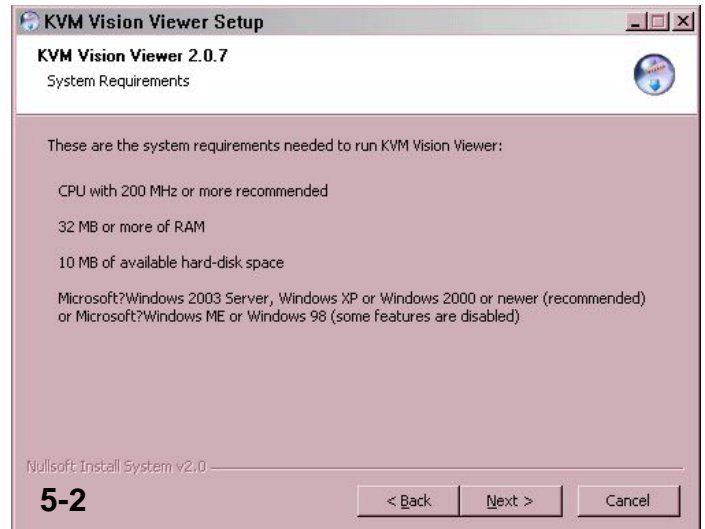 KVM Vision Viewer Setup
KVM Vision Viewer 2.0.7
System Requirements
These are the system requirements needed to run KVM Vision Viewer:
CPU with 200 MHz or more recommended
32 MB or more of RAM
10 MB of available hard-disk space
Microsoft?Windows 2003 Server, Windows XP or Windows 2000 or newer (recommended)
or Microsoft?Windows ME or Windows 98 (some features are disabled)
Nullsoft Install System v2.0
5-2
< Back
Next >
Cancel